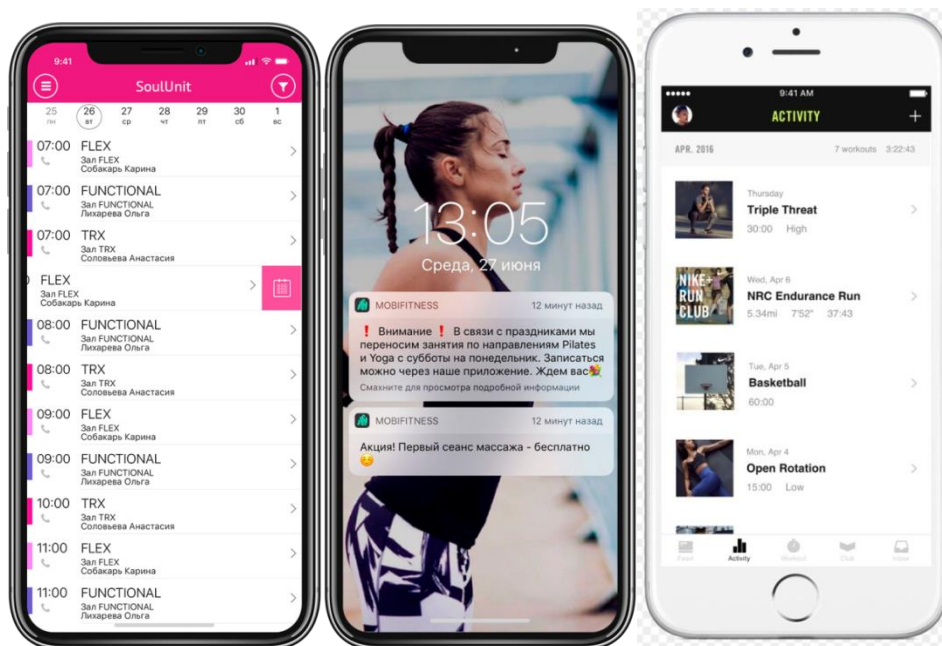 9:41
SoulUnit
25 26 27 28 29 30 1
пн вт ср чт пт сб вс
07:00 FLEX
Зал FLEX
Собакарь Карина
07:00 FUNCTIONAL
Зал FUNCTIONAL
Лихарева Ольга
07:00 TRX
Зал TRX
Соловьева Анастасия
FLEX
Зал FLEX
Собакарь Карина
08:00 FUNCTIONAL
Зал FUNCTIONAL
Лихарева Ольга
08:00 TRX
Зал TRX
Соловьева Анастасия
09:00 FLEX
Зал FLEX
Собакарь Карина
09:00 FUNCTIONAL
Зал FUNCTIONAL
Лихарева Ольга
10:00 TRX
Зал TRX
Соловьева Анастасия
11:00 FLEX
Зал FLEX
Собакарь Карина
11:00 FUNCTIONAL
Зал FUNCTIONAL
Лихарева Ольга
13:05
Среда, 27 июня
MOBIFITNESS 12 минут назад
❗ Внимание ❗ В связи с праздниками мы
переносим занятия по направлениям Pilates
и Yoga с субботы на понедельник. Записаться
можно через наше приложение. Ждем вас💐
Смахните для просмотра подробной информации
MOBIFITNESS 12 минут назад
Акция! Первый сеанс массажа - бесплатно
☺️
9:41 AM
ACTIVITY +
APR. 2016 7 workouts 3:22:43
Thursday
Triple Threat
30:00 High
NIKE+
RUN
CLUB
Wed, Apr 6
NRC Endurance Run
5.34mi 7'52" 37:43
Tue, Apr 5
Basketball
60:00
Mon, Apr 4
Open Rotation
15:00 Low
Feed Activity Workout Club Inbox